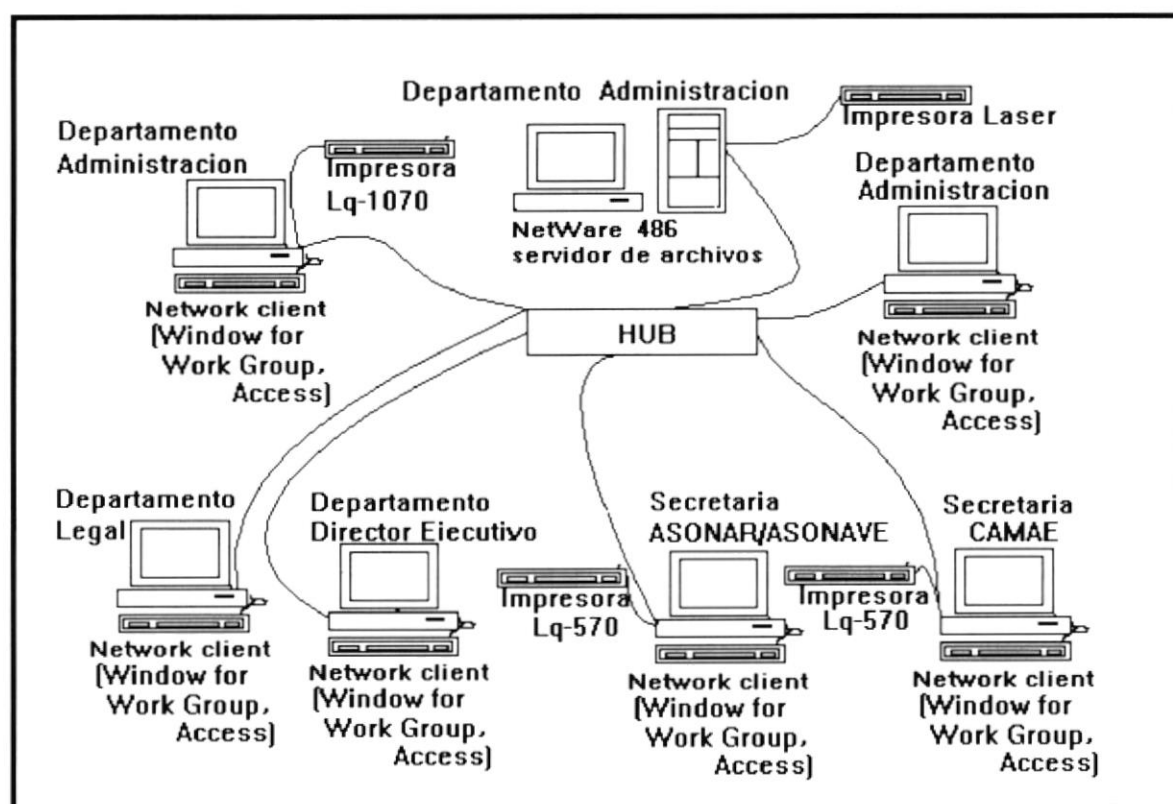 Departamento Administracion
Impresora Laser
Departamento
Administracion
Impresora
Lq-1070
Departamento
Administracion
NetWare 486
servidor de archivos
Network client
(Window for
Work Group,
Access)
HUB
Network client
(Window for
Work Group,
Access)
Departamento
Legal
Departamento
Director Ejecutivo
Secretaria
ASONAR/ASONAVE
Secretaria
CAMAE
Impresora
Lq-570
Impresora
Lq-570
Network client
(Window for
Work Group,
Access)
Network client
(Window for
Work Group,
Access)
Network client
(Window for
Work Group,
Access)
Network client
(Window for
Work Group,
Access)